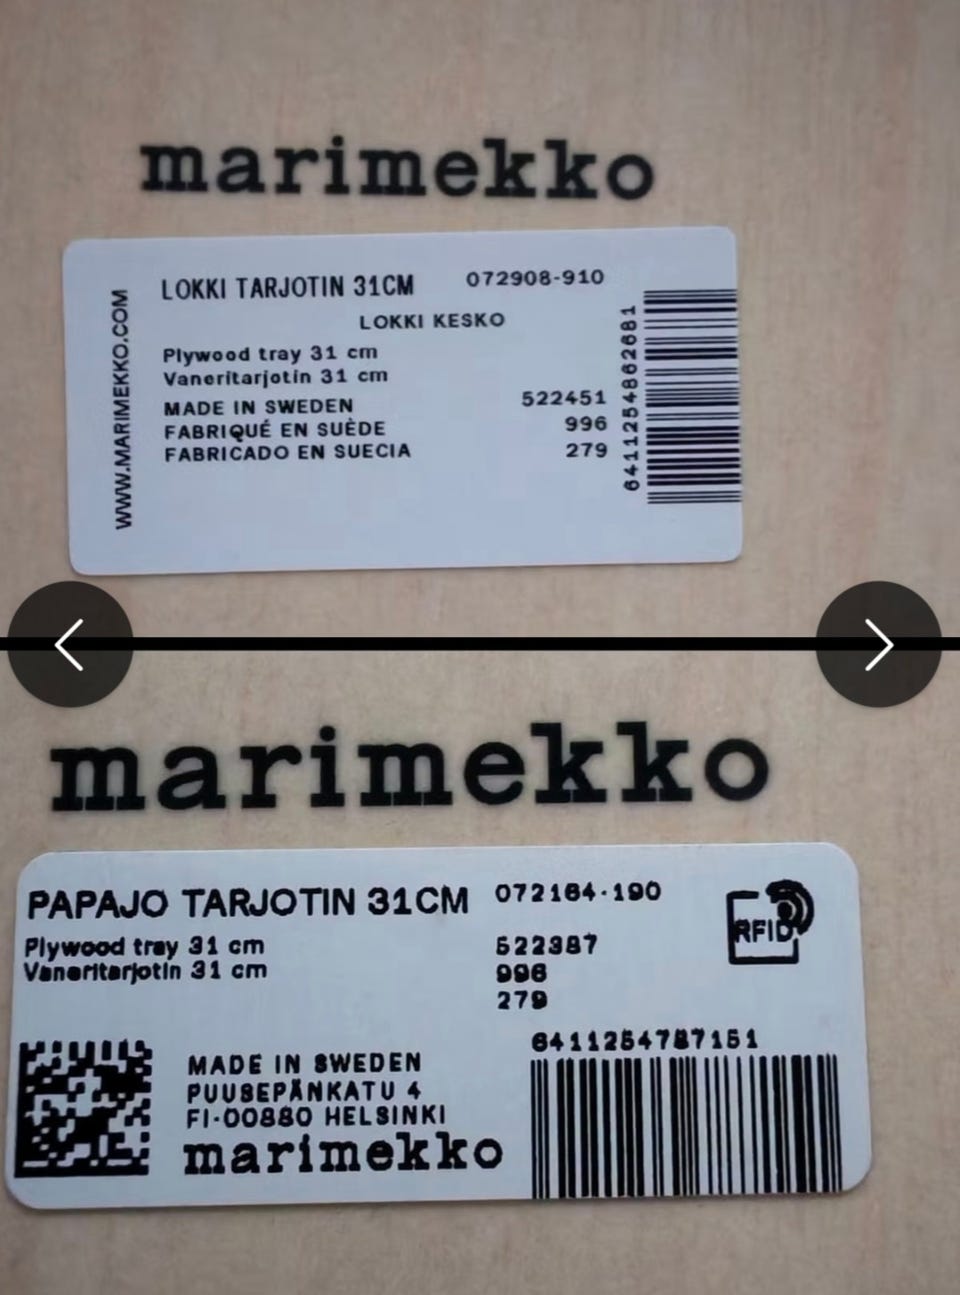 marimekko
WWW.MARIMEKKO.COM
LOKKI TARJOTIN 31CM 072908-910
LOKKI KESKO
Plywood tray 31 cm
Vaneritarjotin 31 cm
MADE IN SWEDEN 522451
FABRIQUÉ EN SUÈDE 996
FABRICADO EN SUECIA 279
6411254862681
marimekko
PAPAJO TARJOTIN 31CM 072164-190
RFID
Plywood tray 31 cm 522387
Vaneritarjotin 31 cm 996
279
6411254787151
MADE IN SWEDEN
PUUSEPÄNKATU 4
FI-00880 HELSINKI
marimekko